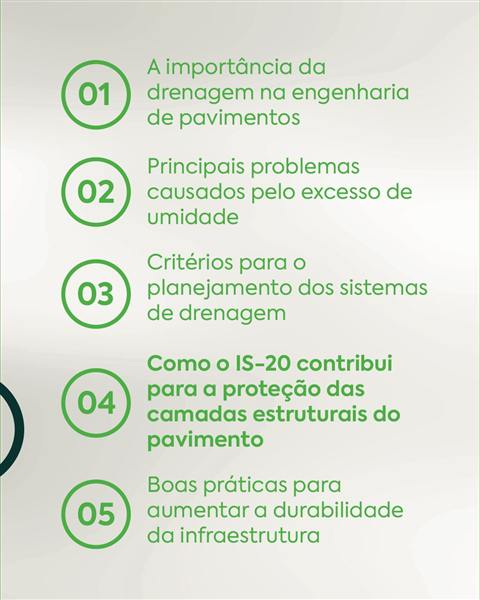 01
A importância da
drenagem na engenharia
de pavimentos
02
Principais problemas
causados pelo excesso de
umidade
03
Critérios para o
planejamento dos sistemas
de drenagem
04
Como o IS-20 contribui
para a proteção das
camadas estruturais do
pavimento
05
Boas práticas para
aumentar a durabilidade
da infraestrutura